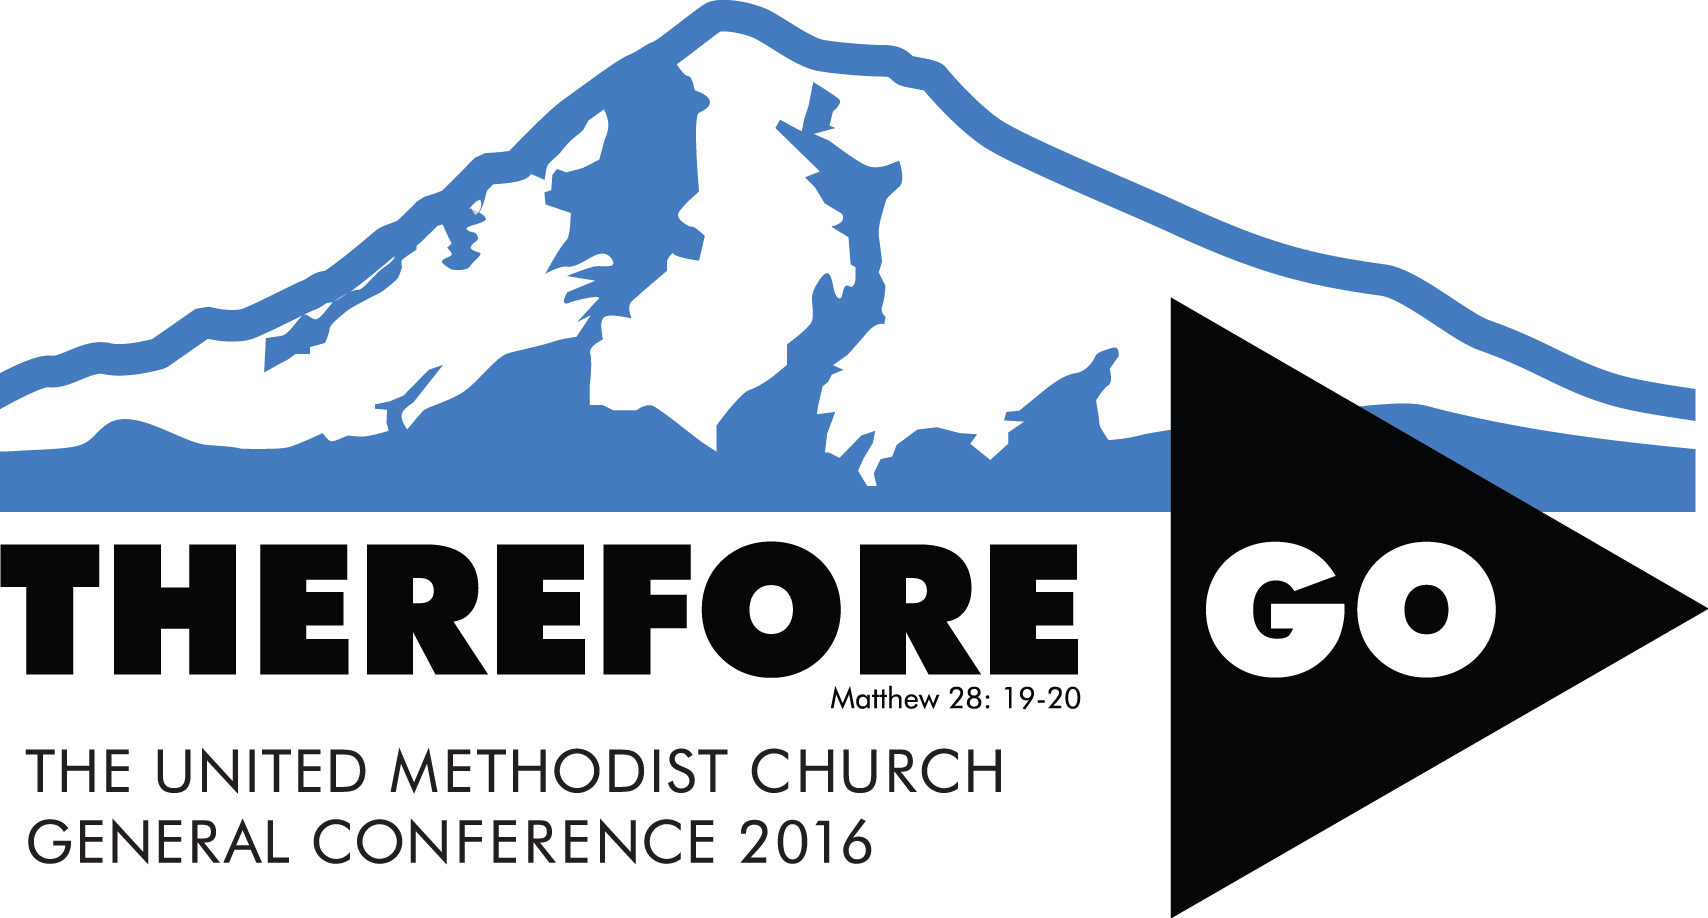 THEREFORE GO
Matthew 28: 19-20
THE UNITED METHODIST CHURCH
GENERAL CONFERENCE 2016